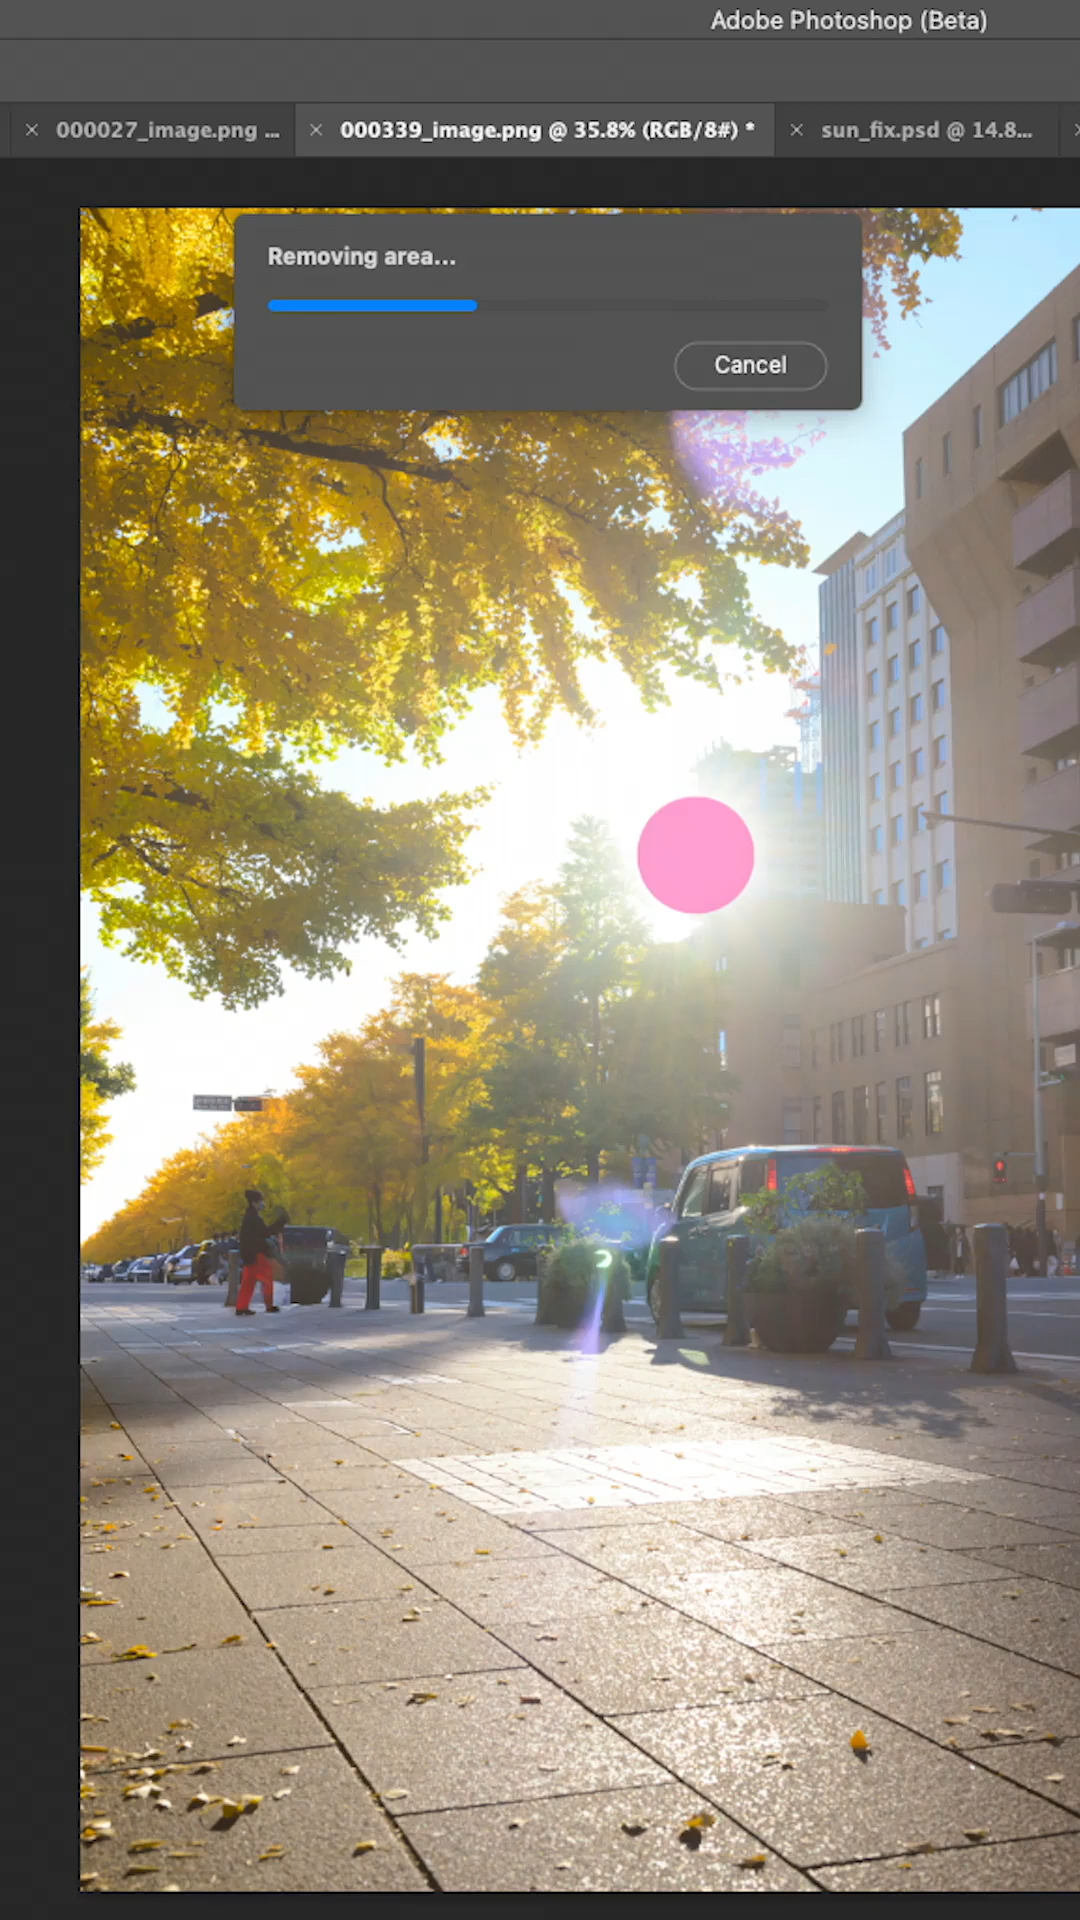 Adobe Photoshop (Beta)
× 000027_image.png ... × 000339_image.png @ 35.8% (RGB/8#) * × sun_fix.psd @ 14.8...
Removing area...
Cancel